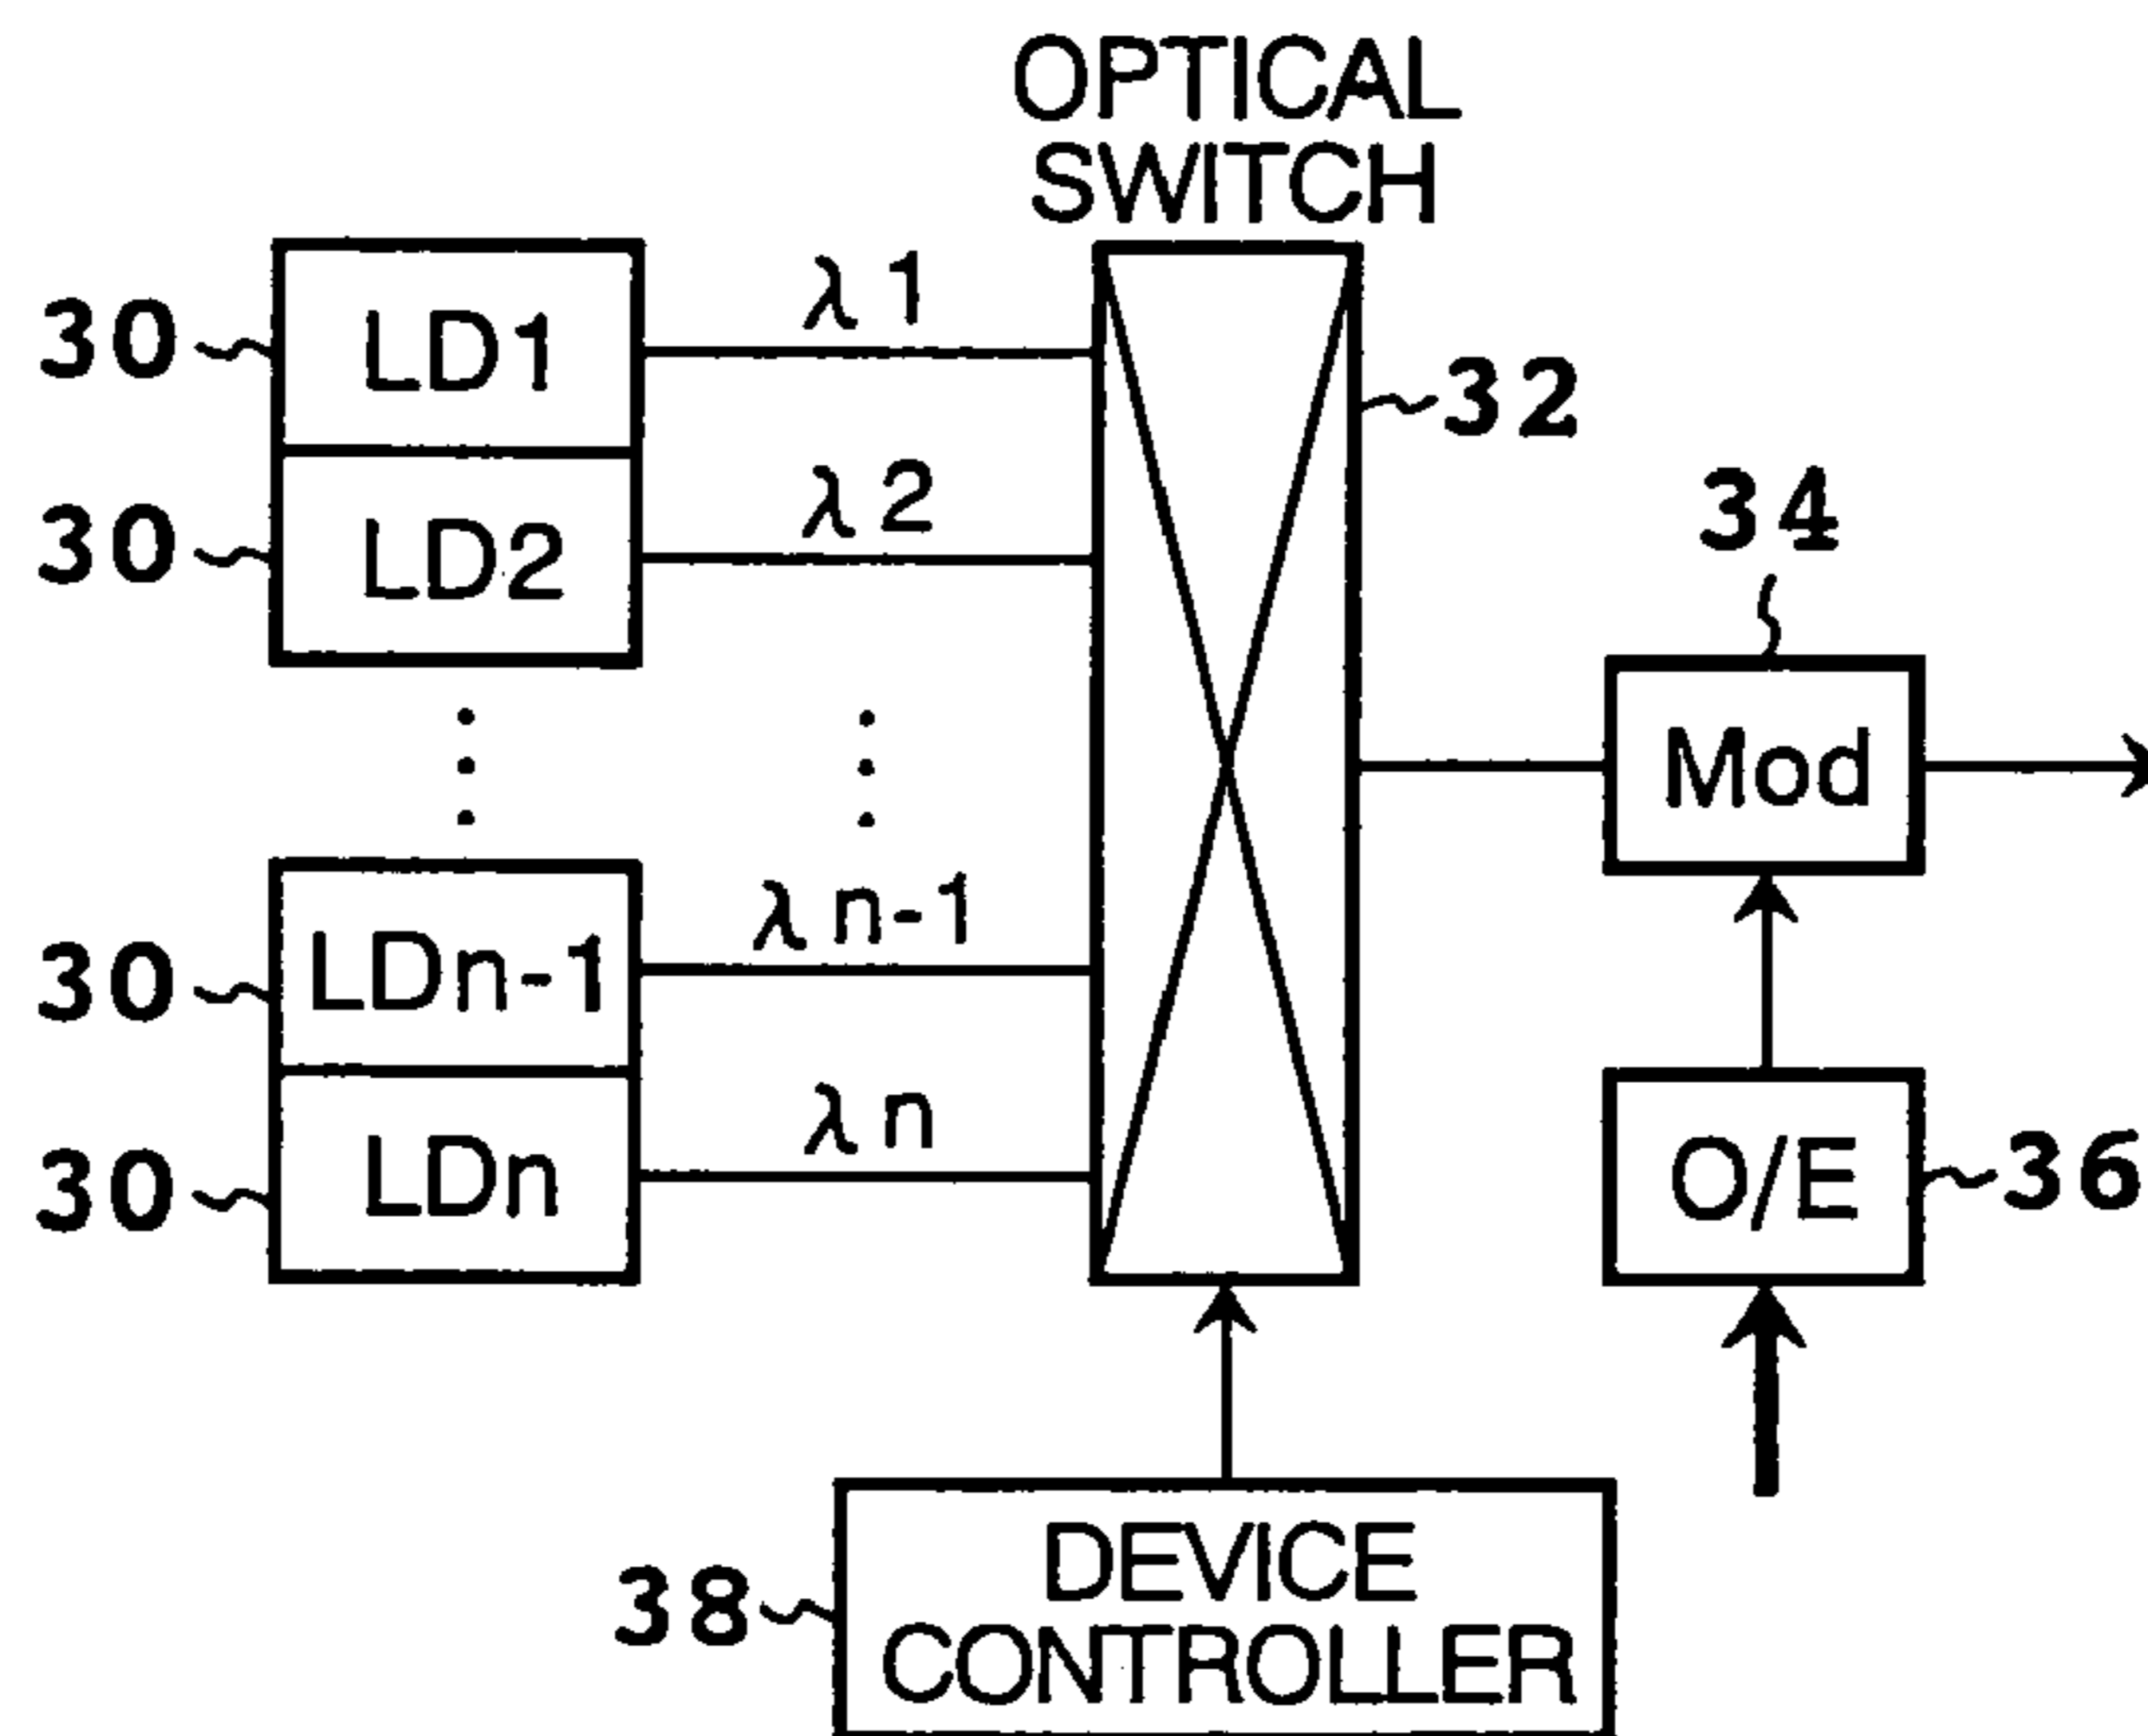 OPTICAL
SWITCH
30 LD1 λ1
32
30 LD2 λ2
34
Mod
30 LDn-1 λn-1
30 LDn λn
O/E 36
38 DEVICE
CONTROLLER